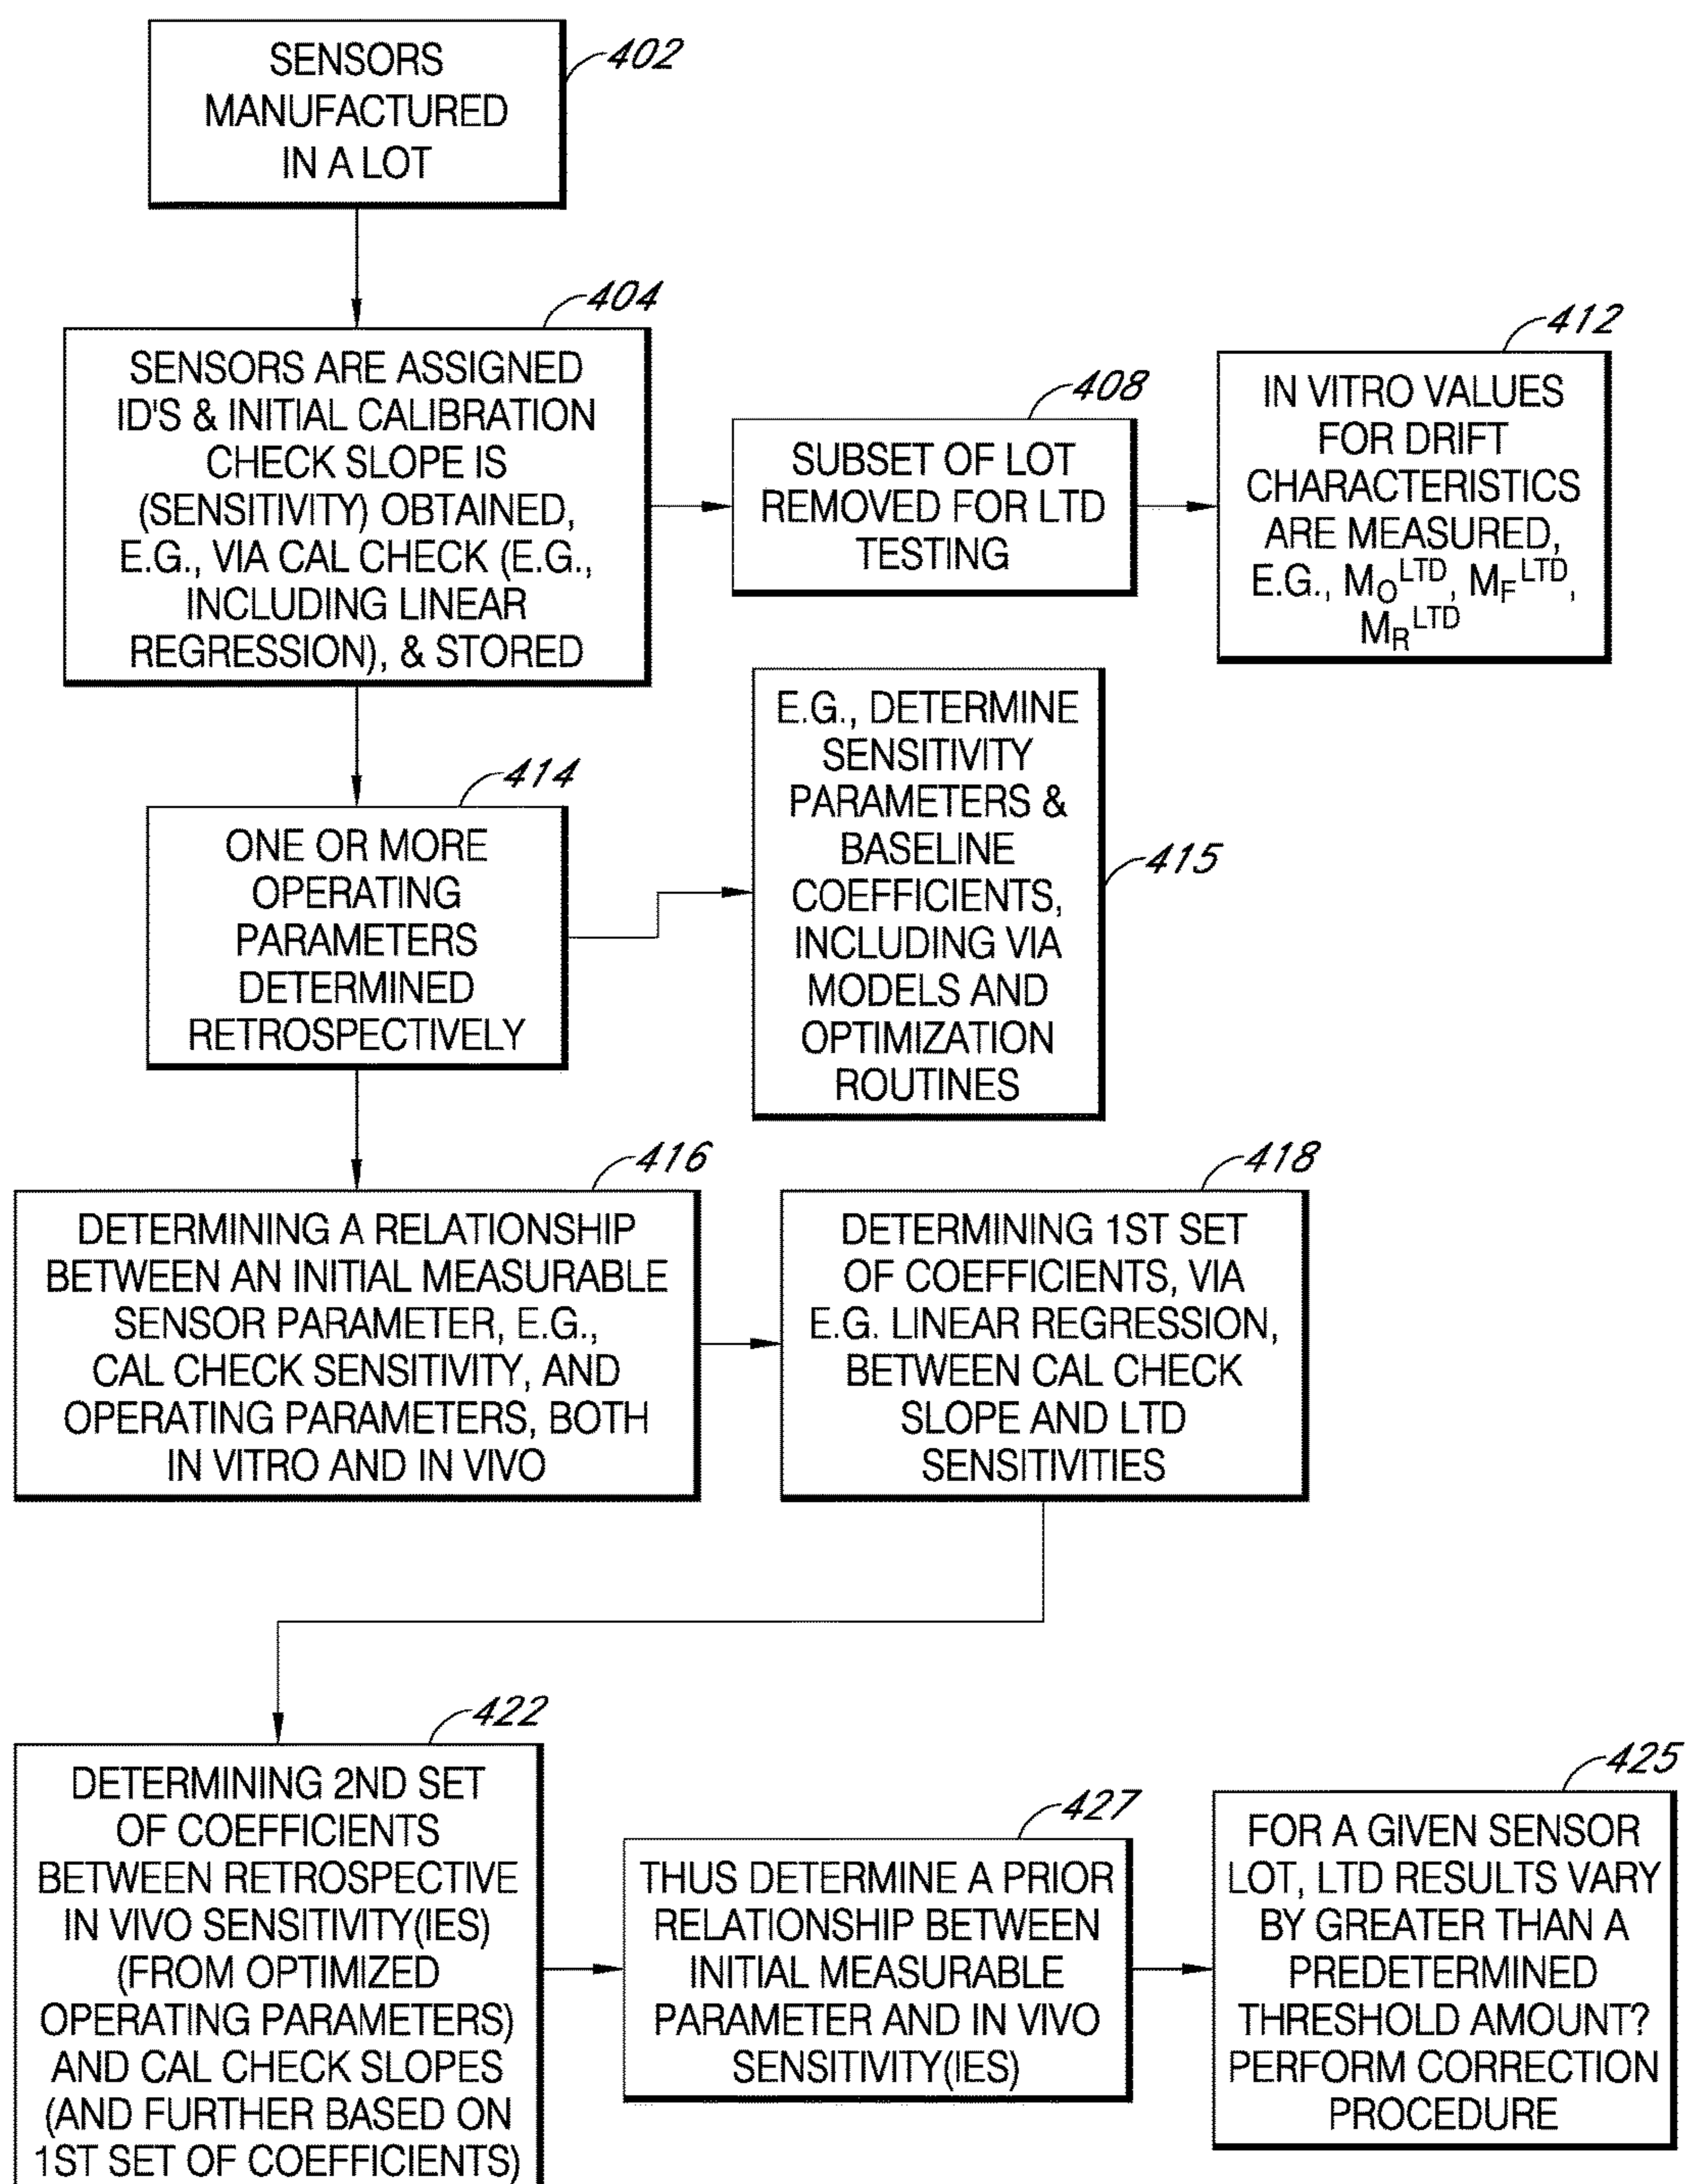 SENSORS
MANUFACTURED
IN A LOT
402
404
SENSORS ARE ASSIGNED
ID'S & INITIAL CALIBRATION
CHECK SLOPE IS
(SENSITIVITY) OBTAINED,
E.G., VIA CAL CHECK (E.G.,
INCLUDING LINEAR
REGRESSION), & STORED
408
SUBSET OF LOT
REMOVED FOR LTD
TESTING
412
IN VITRO VALUES
FOR DRIFT
CHARACTERISTICS
ARE MEASURED,
E.G., M_O^LTD, M_F^LTD,
M_R^LTD
414
ONE OR MORE
OPERATING
PARAMETERS
DETERMINED
RETROSPECTIVELY
E.G., DETERMINE
SENSITIVITY
PARAMETERS &
BASELINE
COEFFICIENTS,
INCLUDING VIA
MODELS AND
OPTIMIZATION
ROUTINES
415
416
DETERMINING A RELATIONSHIP
BETWEEN AN INITIAL MEASURABLE
SENSOR PARAMETER, E.G.,
CAL CHECK SENSITIVITY, AND
OPERATING PARAMETERS, BOTH
IN VITRO AND IN VIVO
418
DETERMINING 1ST SET
OF COEFFICIENTS, VIA
E.G. LINEAR REGRESSION,
BETWEEN CAL CHECK
SLOPE AND LTD
SENSITIVITIES
422
DETERMINING 2ND SET
OF COEFFICIENTS
BETWEEN RETROSPECTIVE
IN VIVO SENSITIVITY(IES)
(FROM OPTIMIZED
OPERATING PARAMETERS)
AND CAL CHECK SLOPES
(AND FURTHER BASED ON
1ST SET OF COEFFICIENTS)
427
THUS DETERMINE A PRIOR
RELATIONSHIP BETWEEN
INITIAL MEASURABLE
PARAMETER AND IN VIVO
SENSITIVITY(IES)
425
FOR A GIVEN SENSOR
LOT, LTD RESULTS VARY
BY GREATER THAN A
PREDETERMINED
THRESHOLD AMOUNT?
PERFORM CORRECTION
PROCEDURE